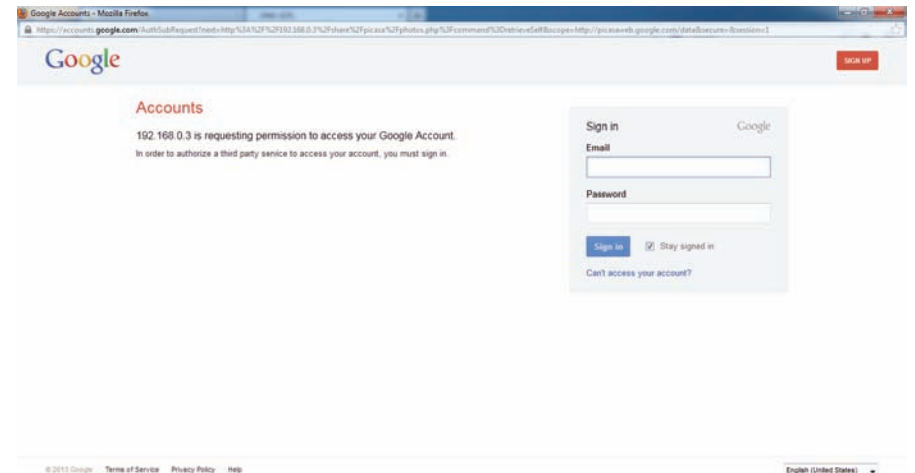 Google Accounts - Mozilla Firefox
Google
SIGN UP
Accounts
192.168.0.3 is requesting permission to access your Google Account.
In order to authorize a third party service to access your account, you must sign in.
Sign in Google
Email
Password
Sign in Stay signed in
Can't access your account?
© 2013 Google Terms of Service Privacy Policy Help
English (United States)